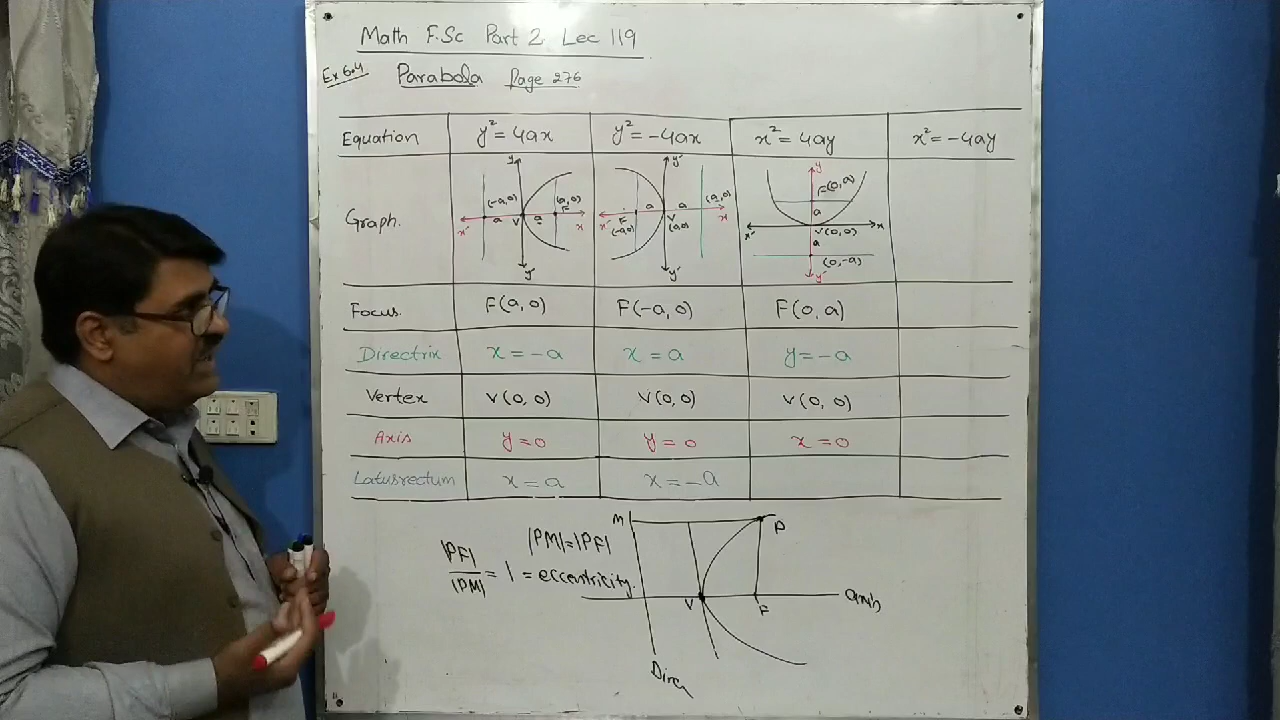 Math F.Sc Part 2 Lec 119
Ex 6.4 Parabola Page 276
Equation y² = 4ax y² = -4ax x² = 4ay x² = -4ay
Graph.
y (-a,0) (a,0) F a a V x' x y'
y' (a,0) a a F (-a,0) V (0,0) x' x y'
y F(0,a) a V(0,0) x' x a (0,-a) y'
Focus. F(a,0) F(-a,0) F(0,a)
Directrix x = -a x = a y = -a
Vertex V(0,0) V(0,0) V(0,0)
Axis y = 0 y = 0 x = 0
Latusrectum x = a x = -a
M P
|PM| = |PF|
|PF|/|PM| = 1 = eccentricity.
V F axis